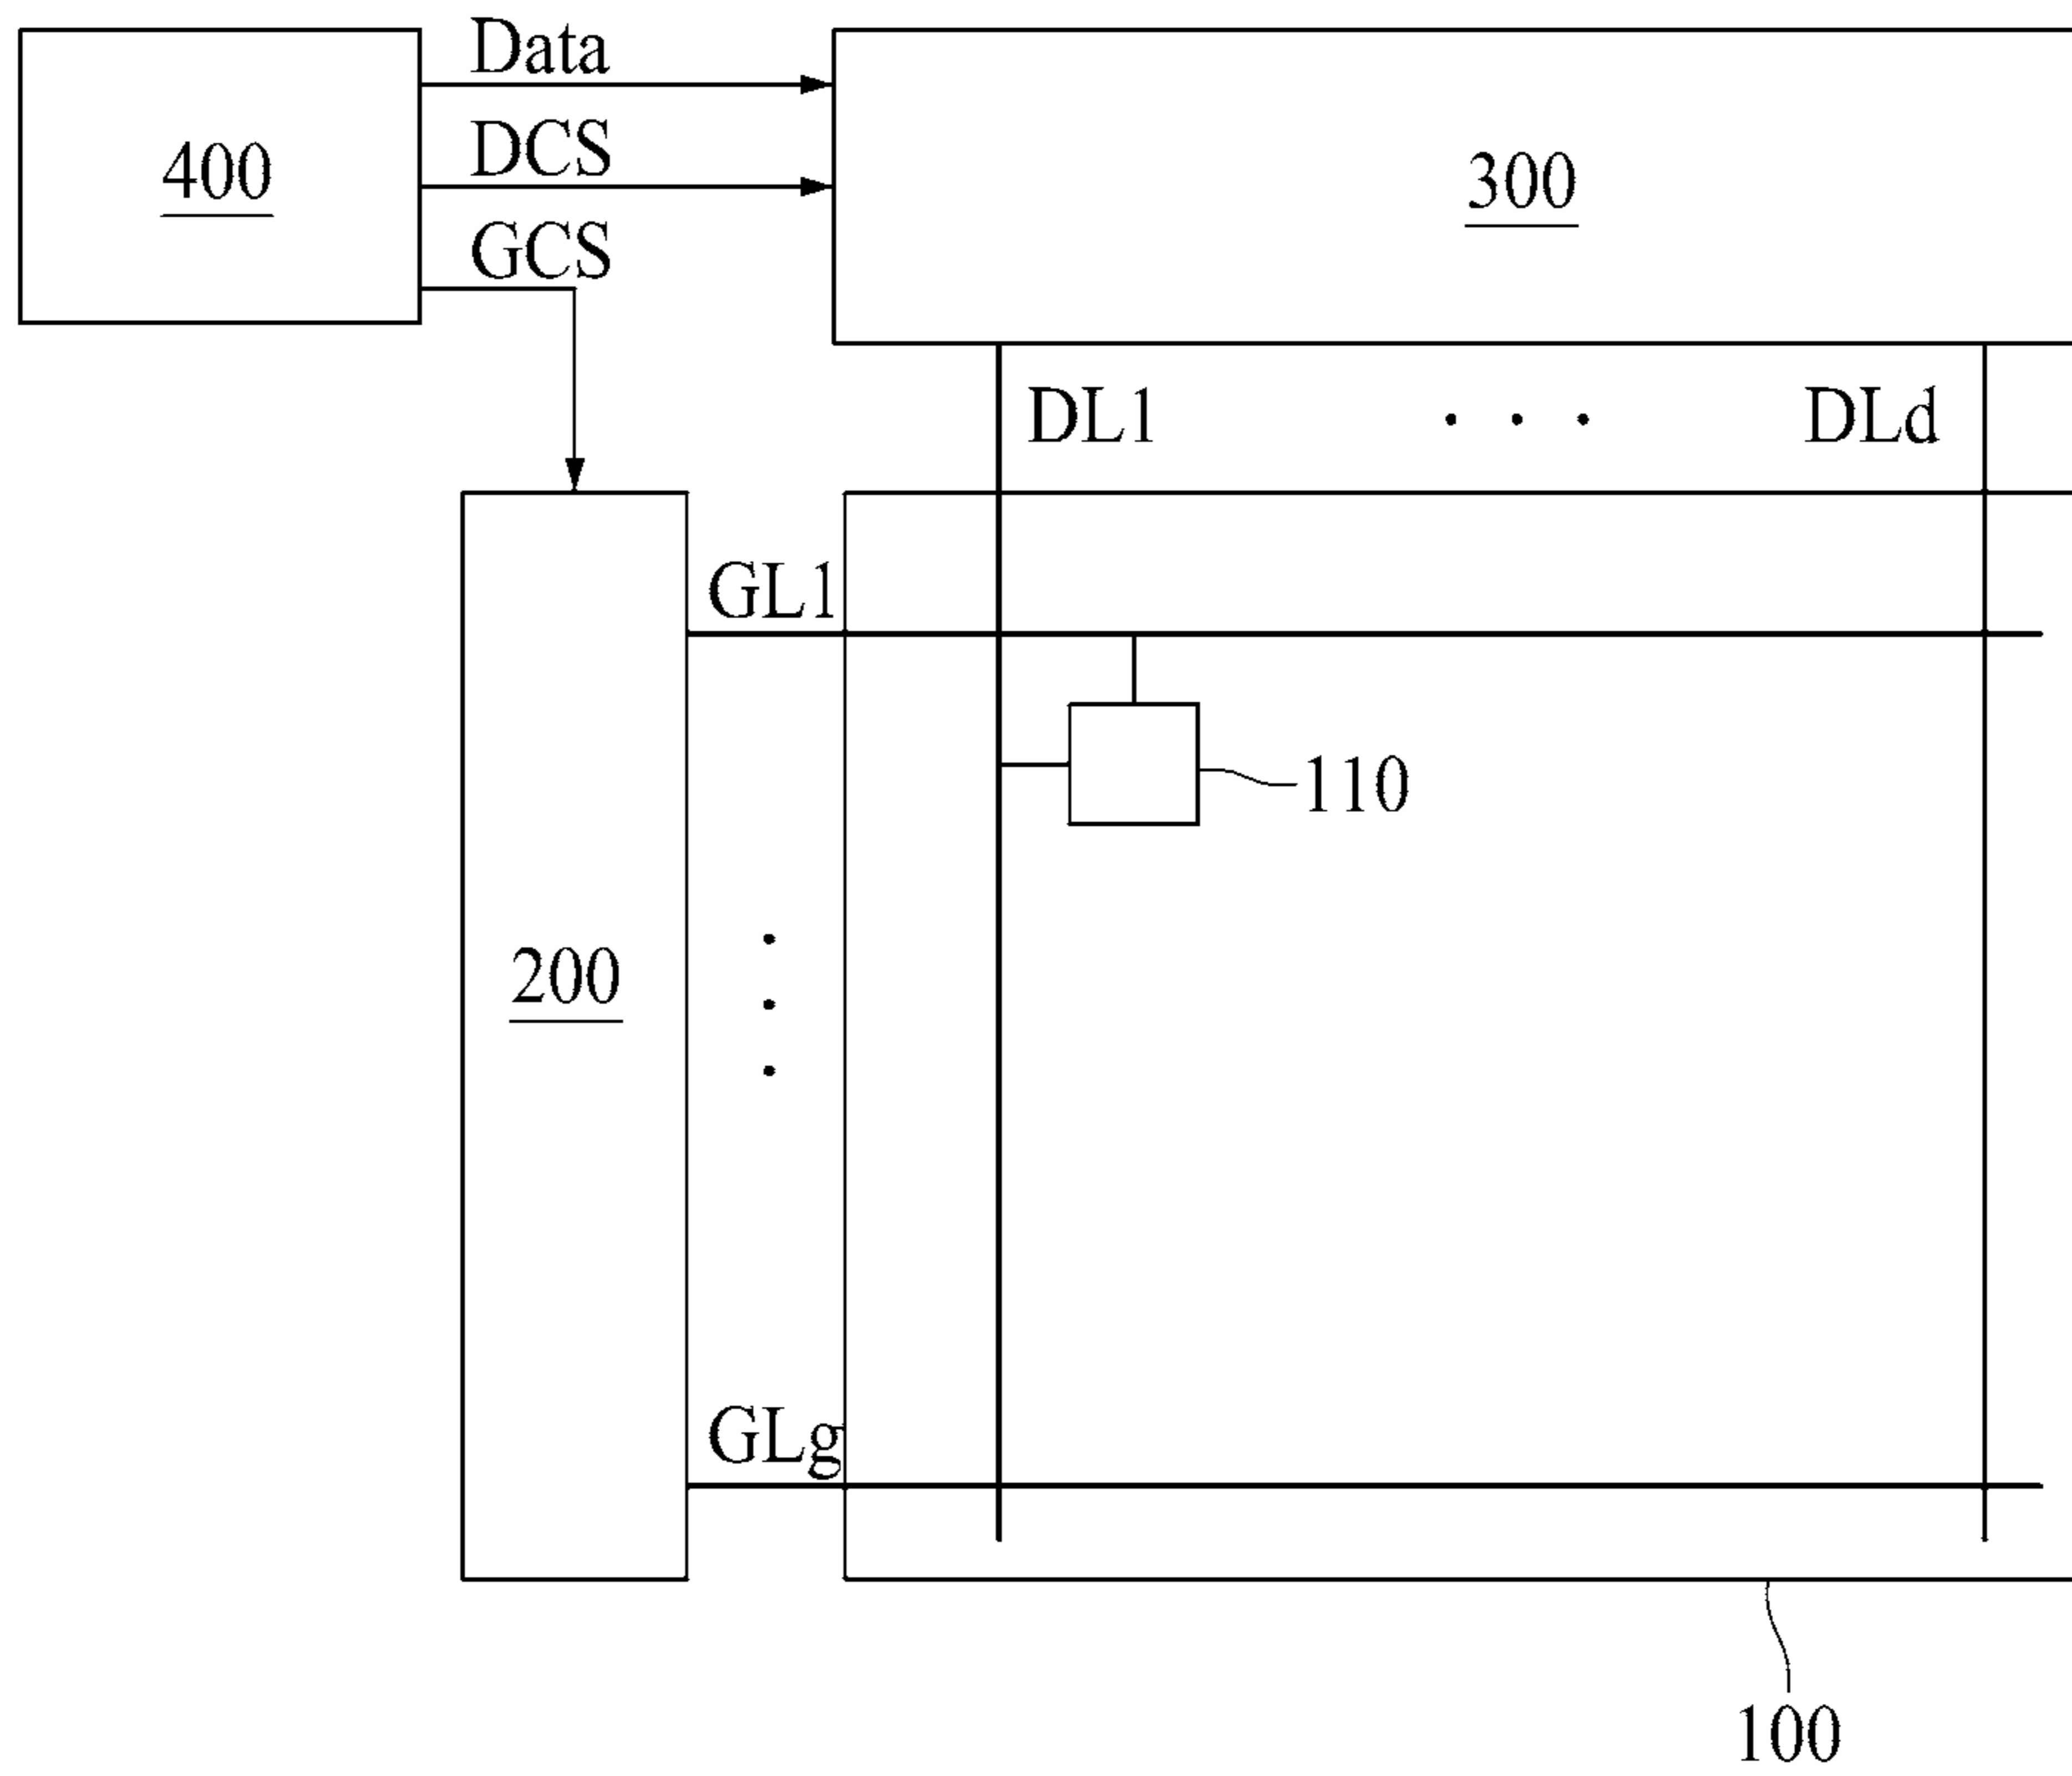 Data
DCS
GCS
400
300
DL1 . . . DLd
GL1
110
200
GLg
100